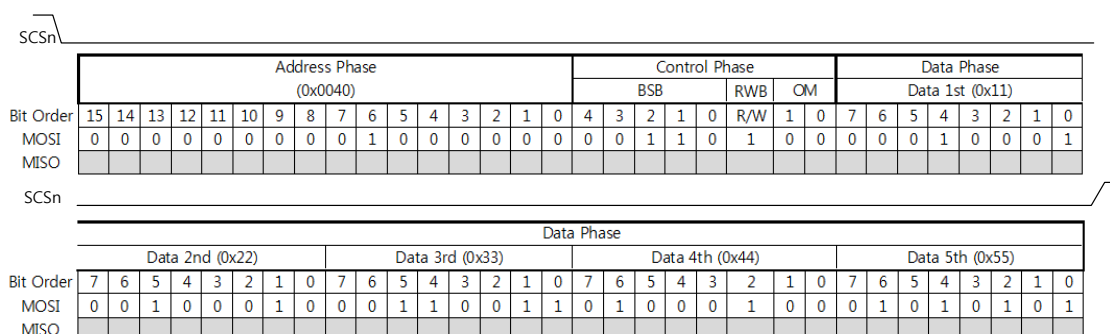 SCSn
Address Phase Control Phase Data Phase
(0x0040) BSB RWB OM Data 1st (0x11)
Bit Order 15 14 13 12 11 10 9 8 7 6 5 4 3 2 1 0 4 3 2 1 0 R/W 1 0 7 6 5 4 3 2 1 0
MOSI 0 0 0 0 0 0 0 0 0 1 0 0 0 0 0 0 0 0 1 1 0 1 0 0 0 0 0 1 0 0 0 1
MISO
SCSn
Data Phase
Data 2nd (0x22) Data 3rd (0x33) Data 4th (0x44) Data 5th (0x55)
Bit Order 7 6 5 4 3 2 1 0 7 6 5 4 3 2 1 0 7 6 5 4 3 2 1 0 7 6 5 4 3 2 1 0
MOSI 0 0 1 0 0 0 1 0 0 0 1 1 0 0 1 1 0 1 0 0 0 1 0 0 0 1 0 1 0 1 0 1
MISO